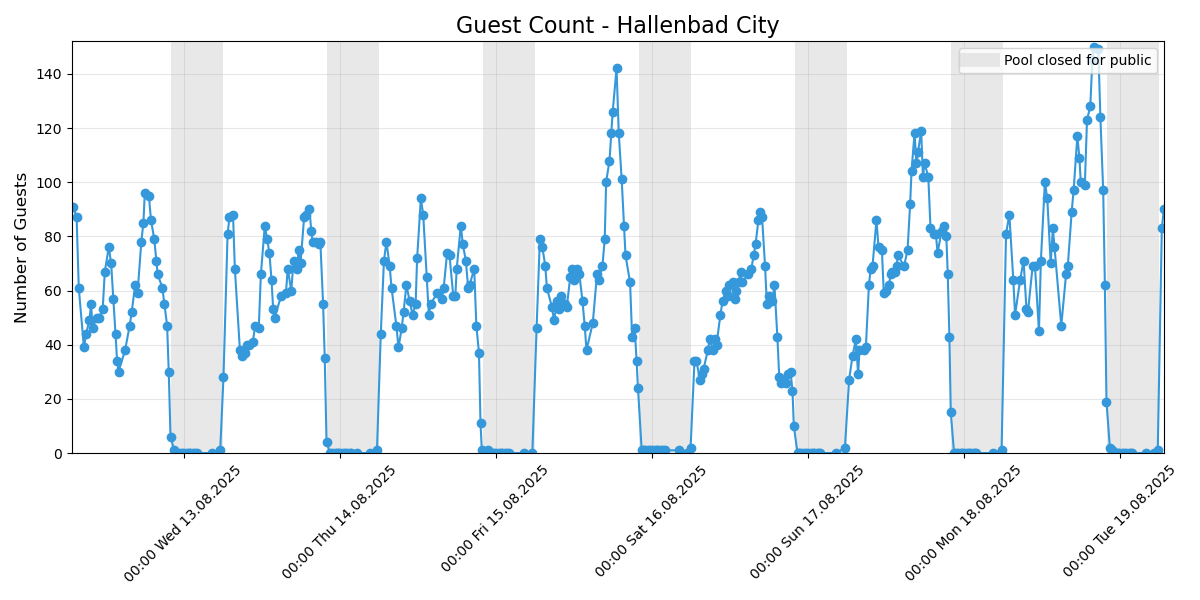 Guest Count - Hallenbad City
Pool closed for public
Number of Guests
140
120
100
80
60
40
20
0
00:00 Wed 13.08.2025
00:00 Thu 14.08.2025
00:00 Fri 15.08.2025
00:00 Sat 16.08.2025
00:00 Sun 17.08.2025
00:00 Mon 18.08.2025
00:00 Tue 19.08.2025